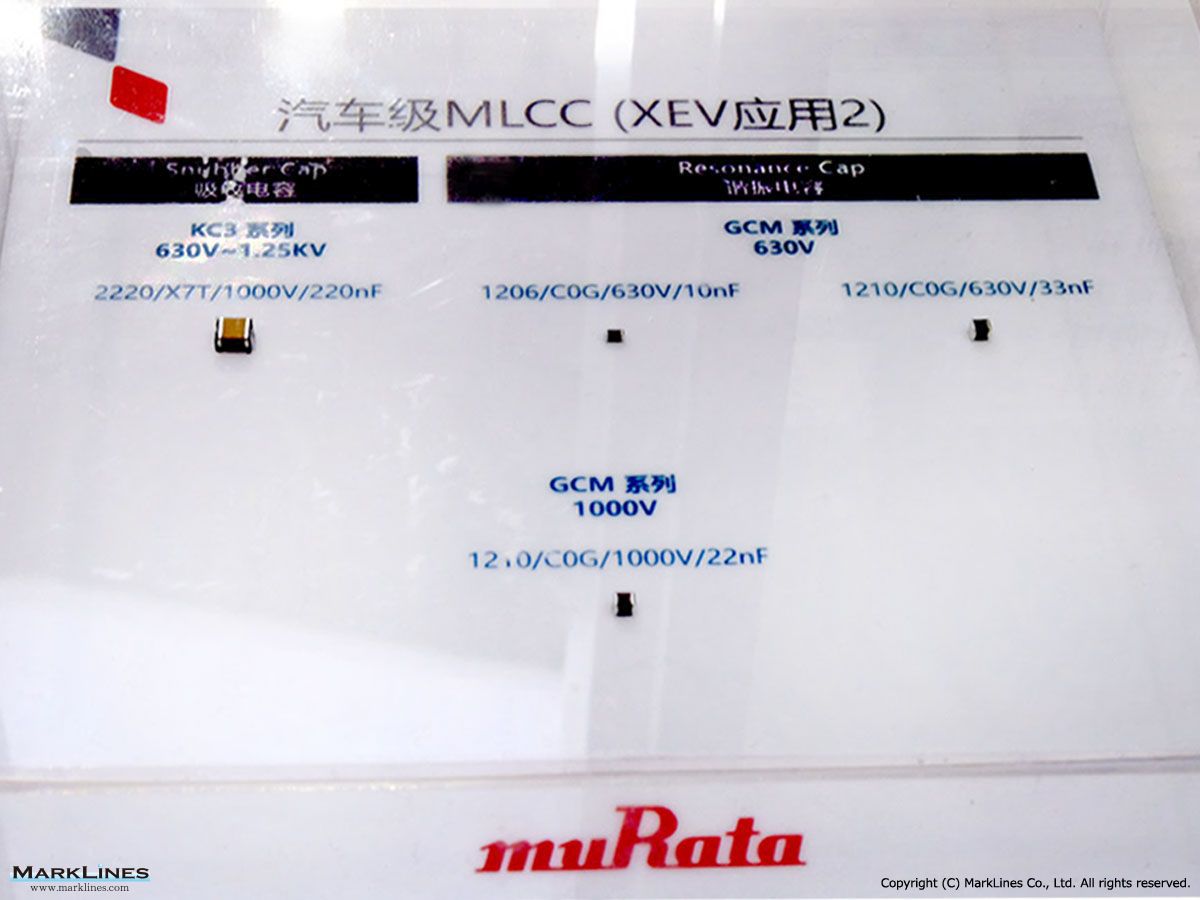 汽车级MLCC (XEV应用2)
Snubber Cap
吸收电容
Resonance Cap
谐振电容
KC3 系列
630V~1.25KV
2220/X7T/1000V/220nF
GCM 系列
630V
1206/C0G/630V/10nF
1210/C0G/630V/33nF
GCM 系列
1000V
1210/C0G/1000V/22nF
muRata
MARKLINES
www.marklines.com
Copyright (C) MarkLines Co., Ltd. All rights reserved.